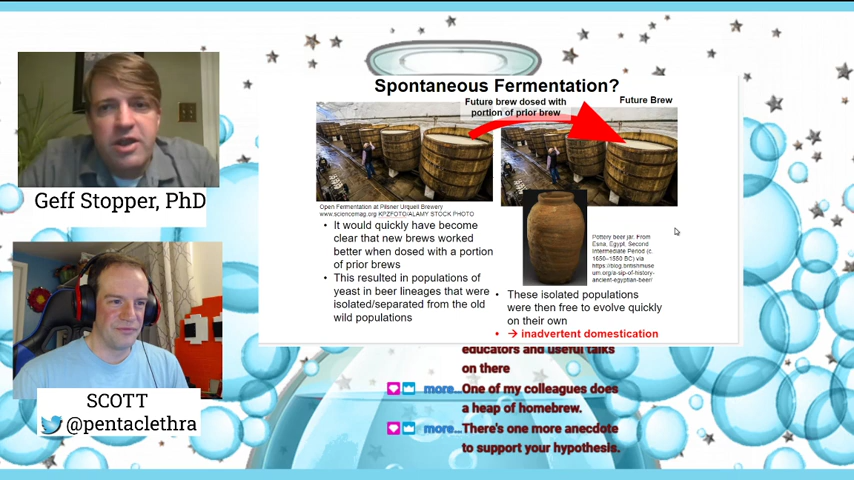 Spontaneous Fermentation?
Future brew dosed with
portion of prior brew
Future Brew
Open Fermentation at Pilsner Urquell Brewery
www.sciencemag.org KPZFOTO/ALAMY STOCK PHOTO
• It would quickly have become
clear that new brews worked
better when dosed with a portion
of prior brews
• This resulted in populations of
yeast in beer lineages that were
isolated/separated from the old
wild populations
Pottery beer jar. From
Esna, Egypt, Second
Intermediate Period (c.
1650–1550 BC) via
https://blog.britishmuse
um.org/a-sip-of-history-
ancient-egyptian-beer/
• These isolated populations
were then free to evolve quickly
on their own
• → inadvertent domestication
Geff Stopper, PhD
SCOTT
@pentaclethra
educators and useful talks
on there
more...One of my colleagues does
a heap of homebrew.
more...There's one more anecdote
to support your hypothesis.